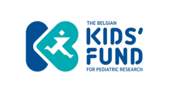 THE BELGIAN
KIDS'
FUND
FOR PEDIATRIC RESEARCH